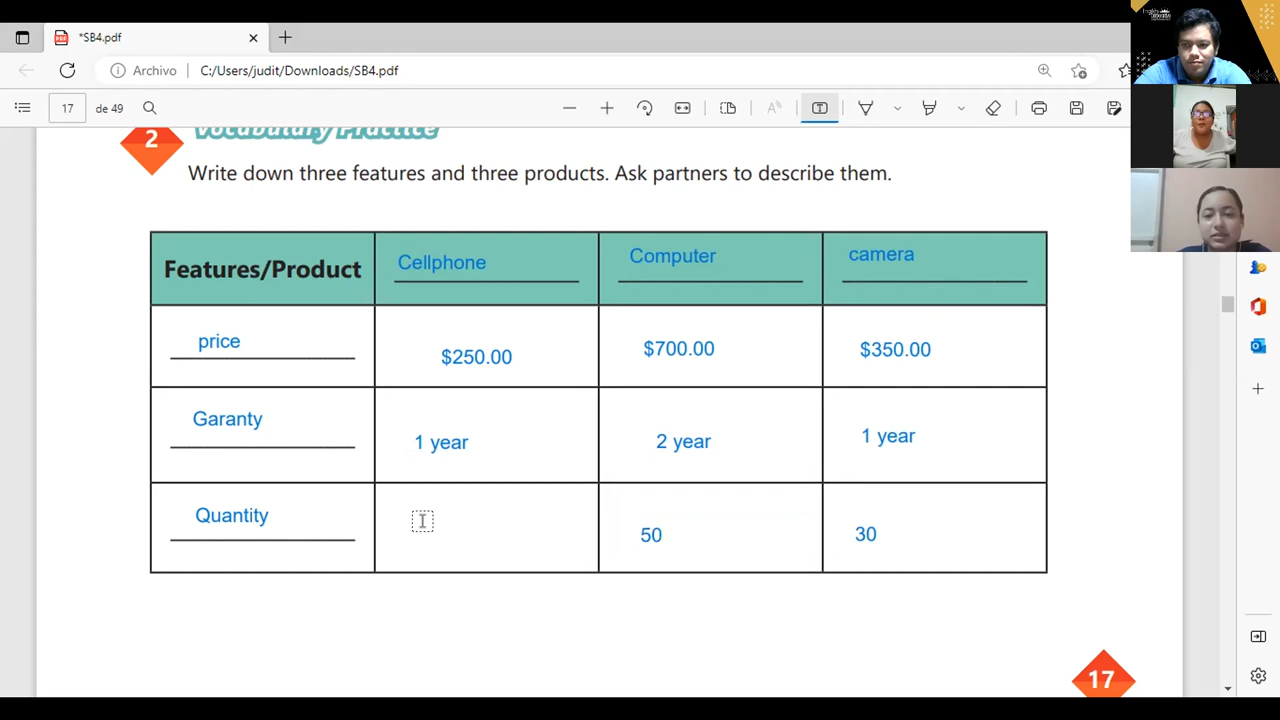 *SB4.pdf
Archivo
C:/Users/judit/Downloads/SB4.pdf
17
de 49
2
Vocabulary Practice
Write down three features and three products. Ask partners to describe them.
Features/Product
Cellphone
Computer
camera
price
$250.00
$700.00
$350.00
Garanty
1 year
2 year
1 year
Quantity
50
30
17